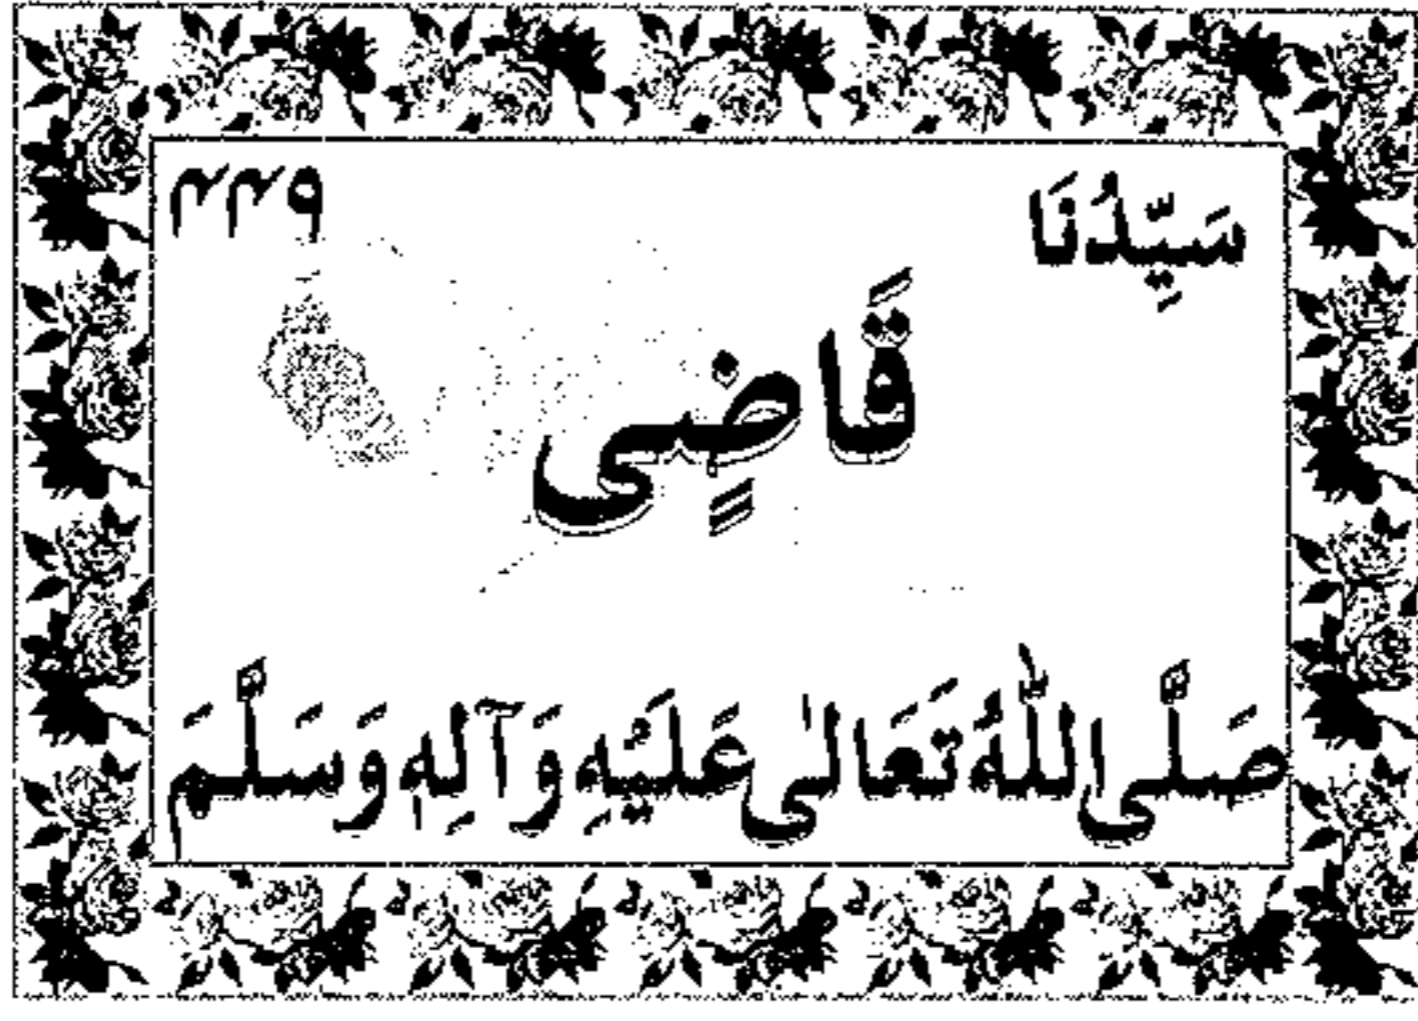 سَيِّدُنَا ۲۲۹
قَاضٍى
صَلَّى اللّٰهُ تَعَالٰى عَلَيْهِ وَآلِهٖ وَسَلَّمَ